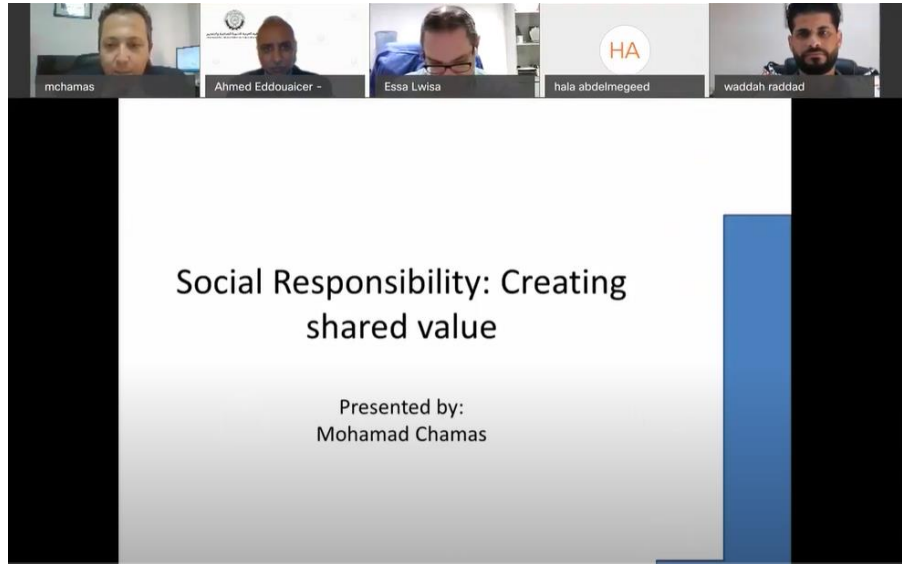 mchamas
Ahmed Eddouaicer -
Essa Lwisa
HA
hala abdelmegeed
waddah raddad
Social Responsibility: Creating
shared value
Presented by:
Mohamad Chamas